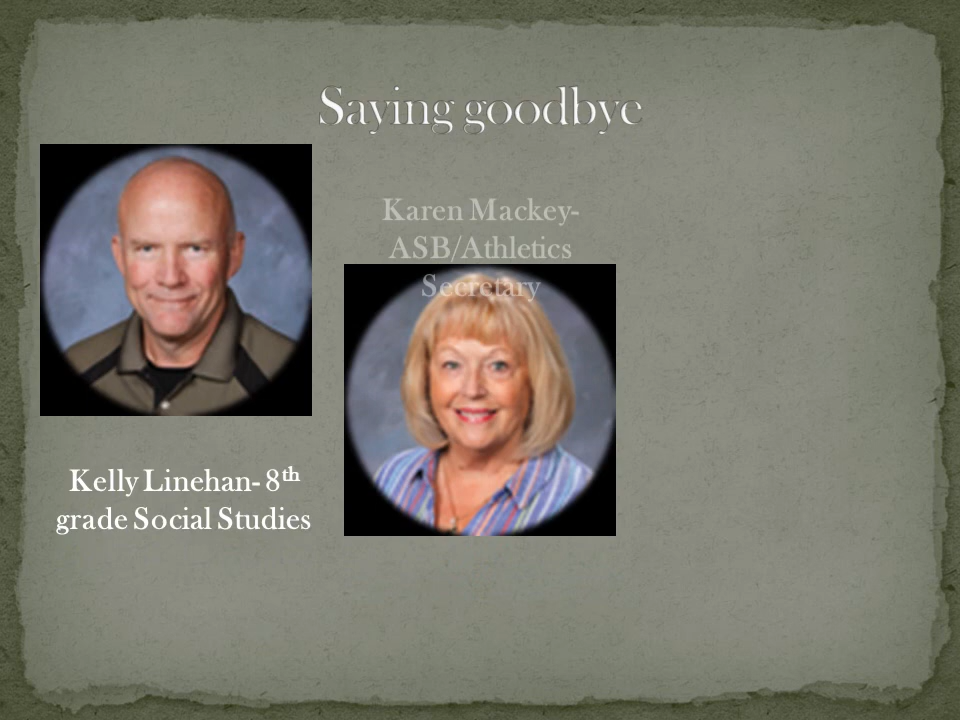 Saying goodbye
Karen Mackey-
ASB/Athletics
Secretary
Kelly Linehan- 8th
grade Social Studies